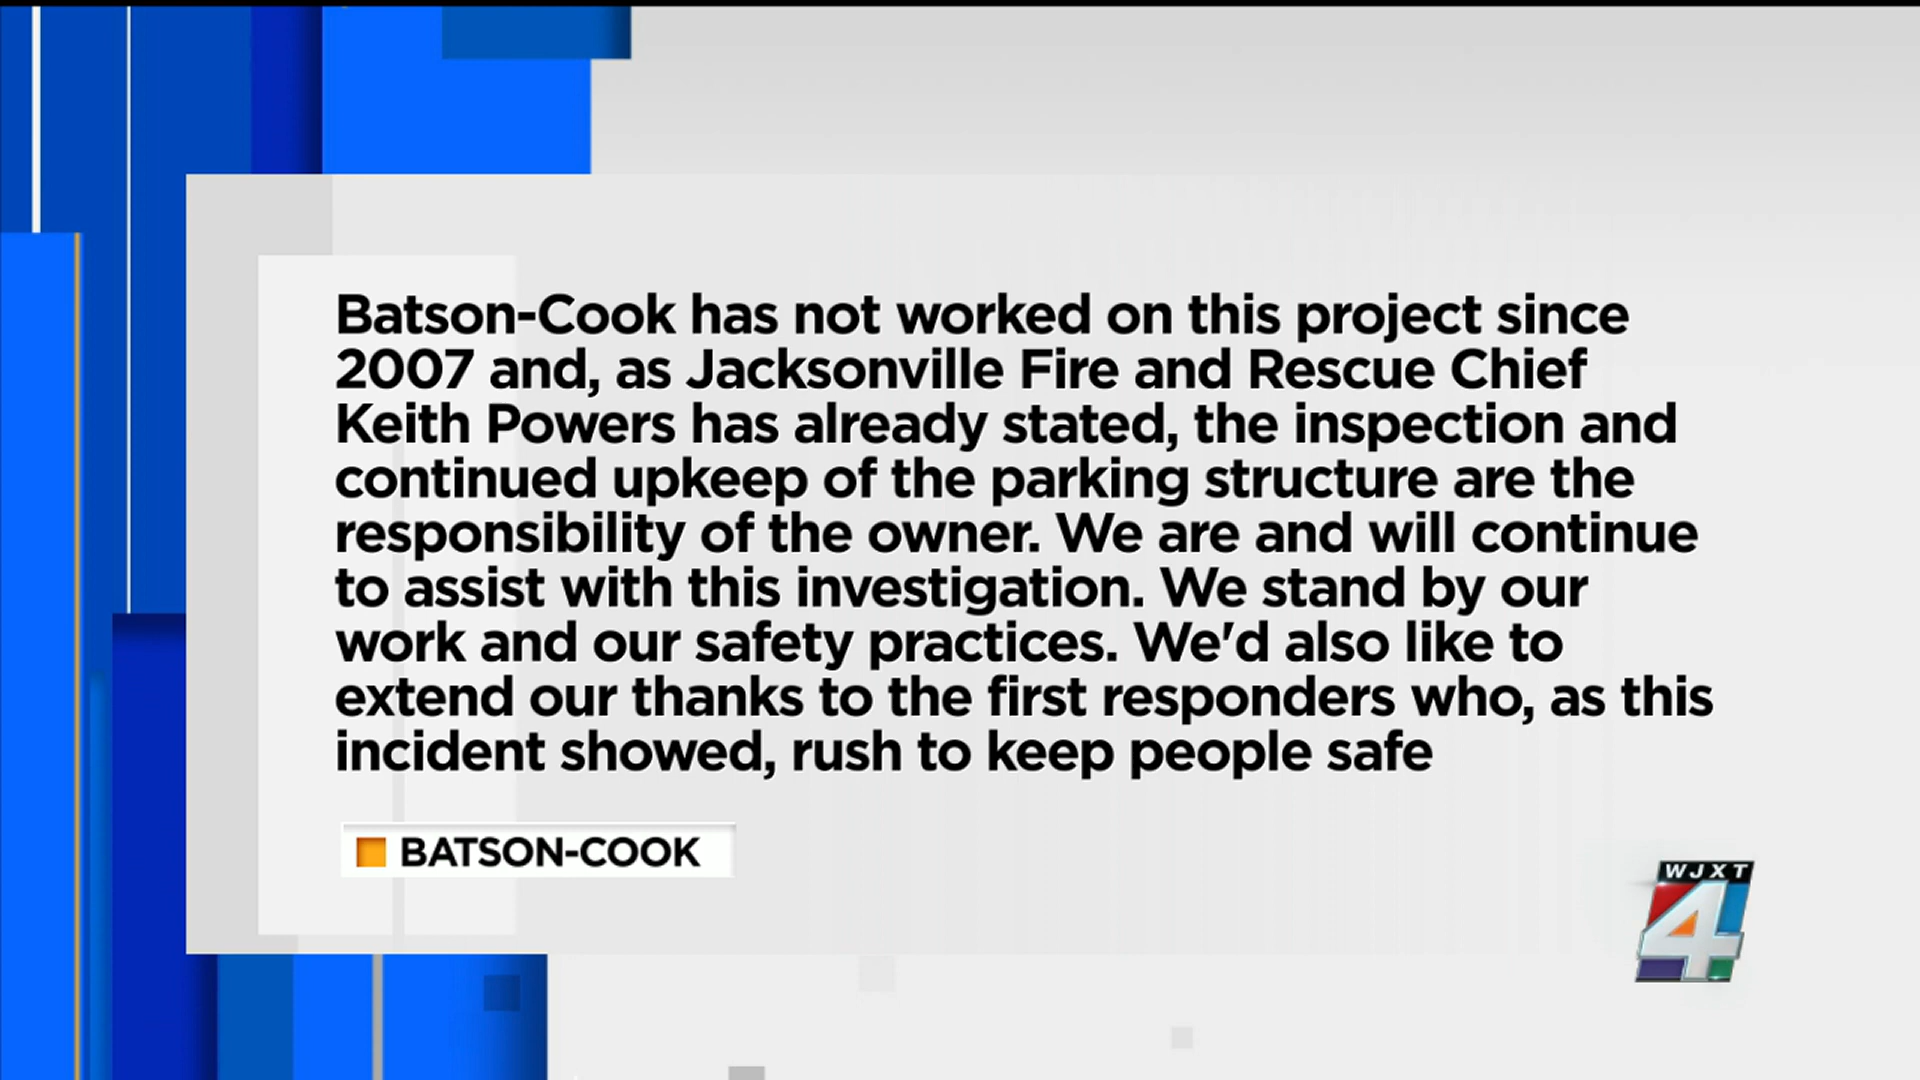 Batson-Cook has not worked on this project since
2007 and, as Jacksonville Fire and Rescue Chief
Keith Powers has already stated, the inspection and
continued upkeep of the parking structure are the
responsibility of the owner. We are and will continue
to assist with this investigation. We stand by our
work and our safety practices. We'd also like to
extend our thanks to the first responders who, as this
incident showed, rush to keep people safe
BATSON-COOK
WJXT
4